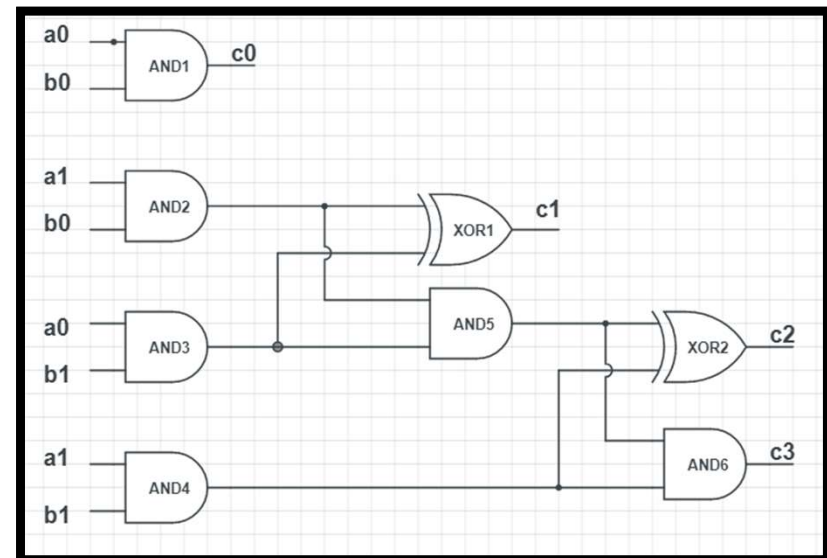 a0
AND1
c0
b0
a1
AND2
b0
XOR1
c1
a0
AND3
b1
AND5
XOR2
c2
a1
AND4
b1
AND6
c3